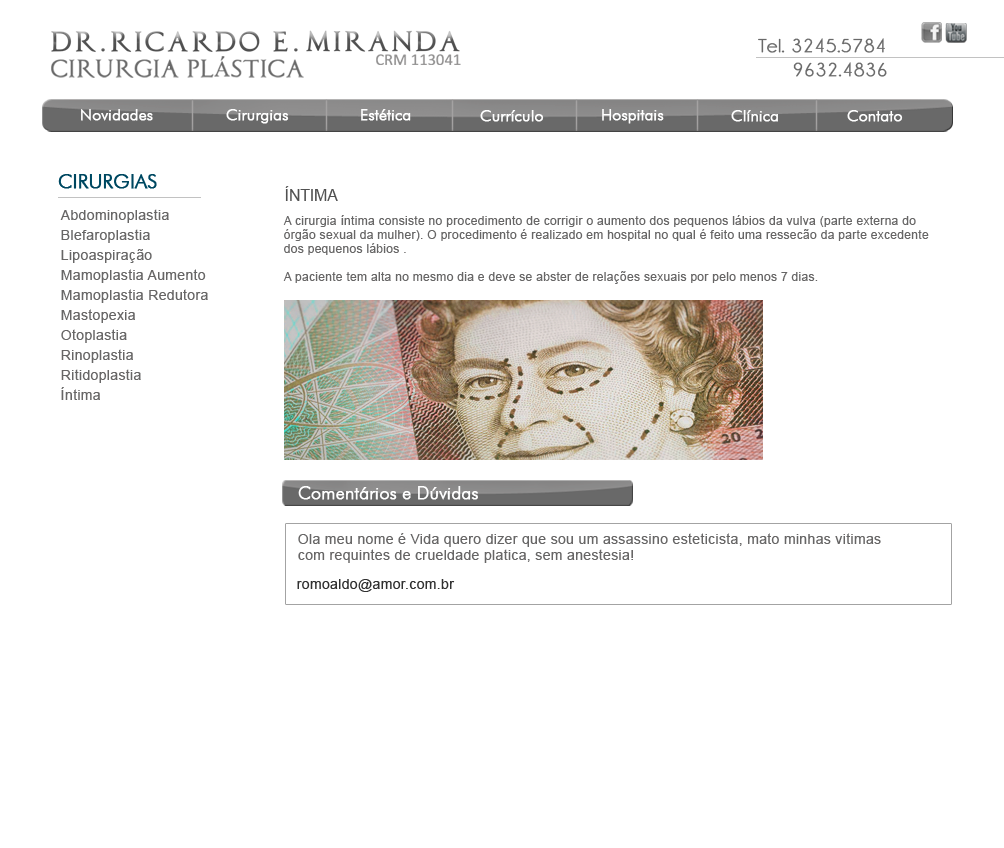 DR. RICARDO E. MIRANDA
CIRURGIA PLÁSTICA
CRM 113041
Tel. 3245.5784
9632.4836
f
You Tube
Novidades
Cirurgias
Estética
Currículo
Hospitais
Clínica
Contato
CIRURGIAS
Abdominoplastia
Blefaroplastia
Lipoaspiração
Mamoplastia Aumento
Mamoplastia Redutora
Mastopexia
Otoplastia
Rinoplastia
Ritidoplastia
Íntima
ÍNTIMA
A cirurgia íntima consiste no procedimento de corrigir o aumento dos pequenos lábios da vulva (parte externa do
órgão sexual da mulher). O procedimento é realizado em hospital no qual é feito uma ressecão da parte excedente
dos pequenos lábios .
A paciente tem alta no mesmo dia e deve se abster de relações sexuais por pelo menos 7 dias.
E
20 2
Comentários e Dúvidas
Ola meu nome é Vida quero dizer que sou um assassino esteticista, mato minhas vitimas
com requintes de crueldade platica, sem anestesia!
romoaldo@amor.com.br